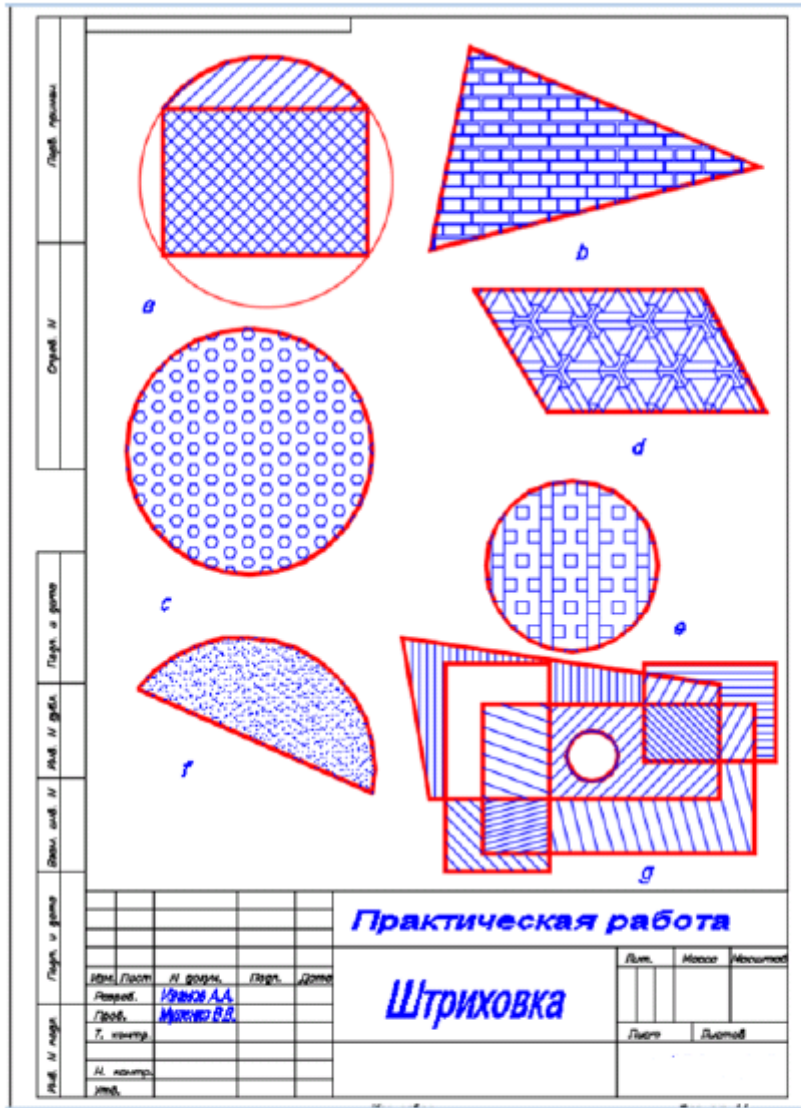 Перв. примен.
a
b
Справ. N
d
c
e
Подп. и дата
f
Инв. N дубл.
Взам. инв. N
g
Подп. и дата
Практическая работа
Изм. Лист N докум. Подп. Дата
Лит. Масса Масштаб
Разраб. Иванов А.А.
Штриховка
Пров.
Т. контр.
Лист Листов
Инв. N подл.
Н. контр.
Утв.